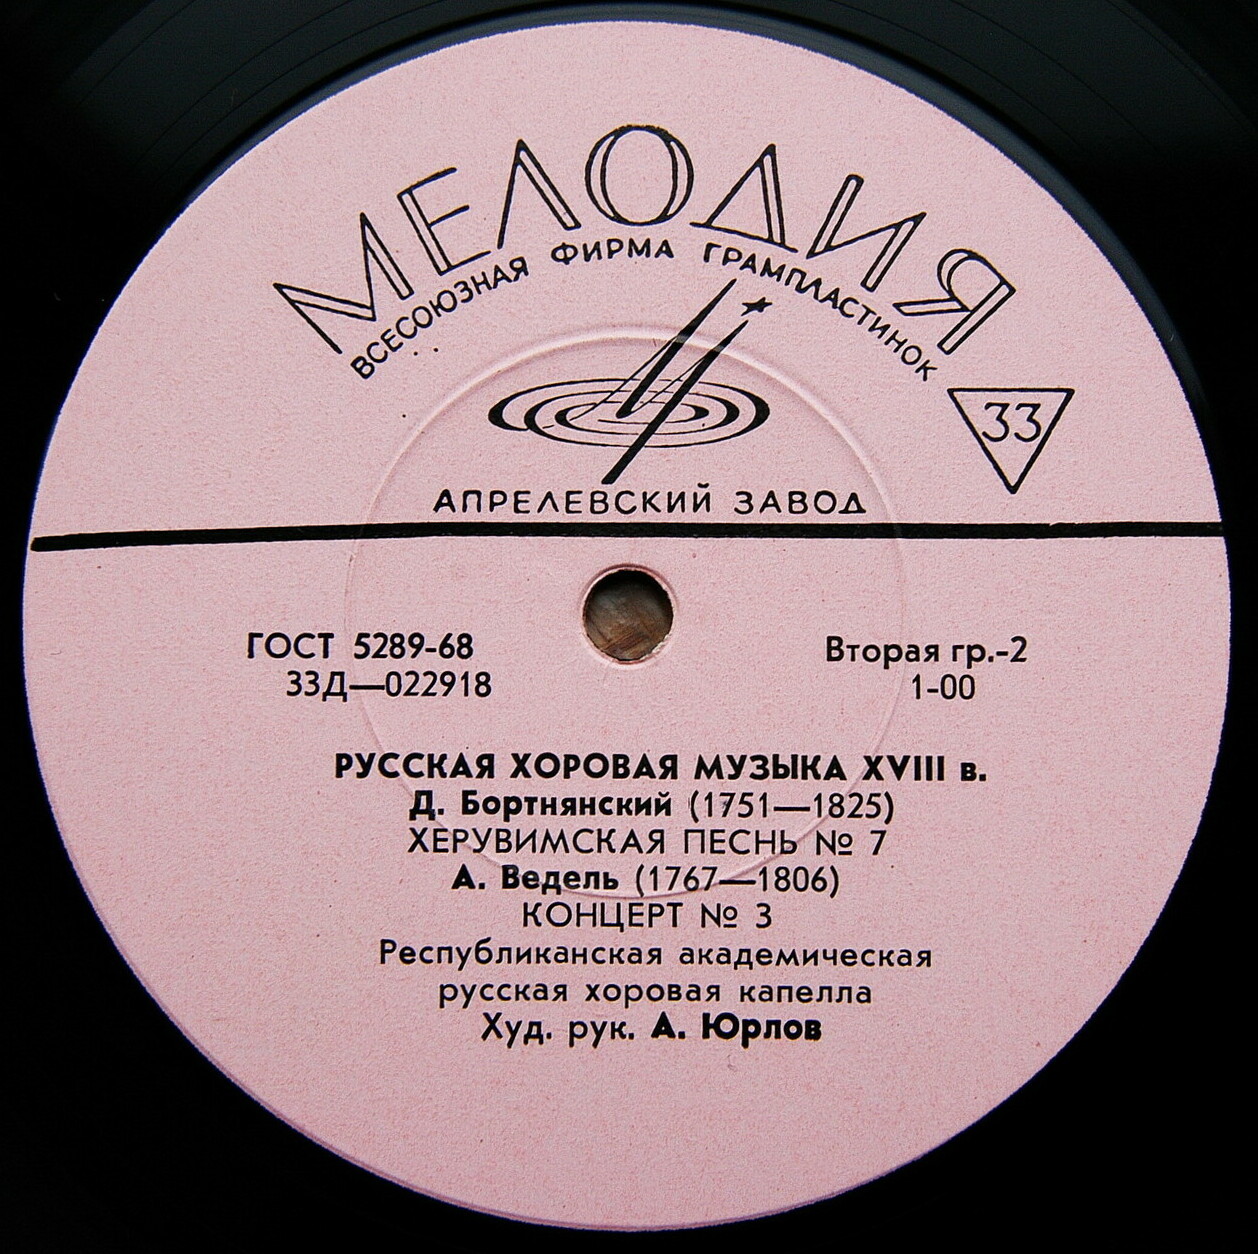 МЕЛОДИЯ
ВСЕСОЮЗНАЯ ФИРМА ГРАМПЛАСТИНОК
33
АПРЕЛЕВСКИЙ ЗАВОД
ГОСТ 5289-68
Вторая гр.-2
33Д—022918
1-00
РУССКАЯ ХОРОВАЯ МУЗЫКА XVIII в.
Д. Бортнянский (1751—1825)
ХЕРУВИМСКАЯ ПЕСНЬ № 7
А. Ведель (1767—1806)
КОНЦЕРТ № 3
Республиканская академическая
русская хоровая капелла
Худ. рук. А. Юрлов